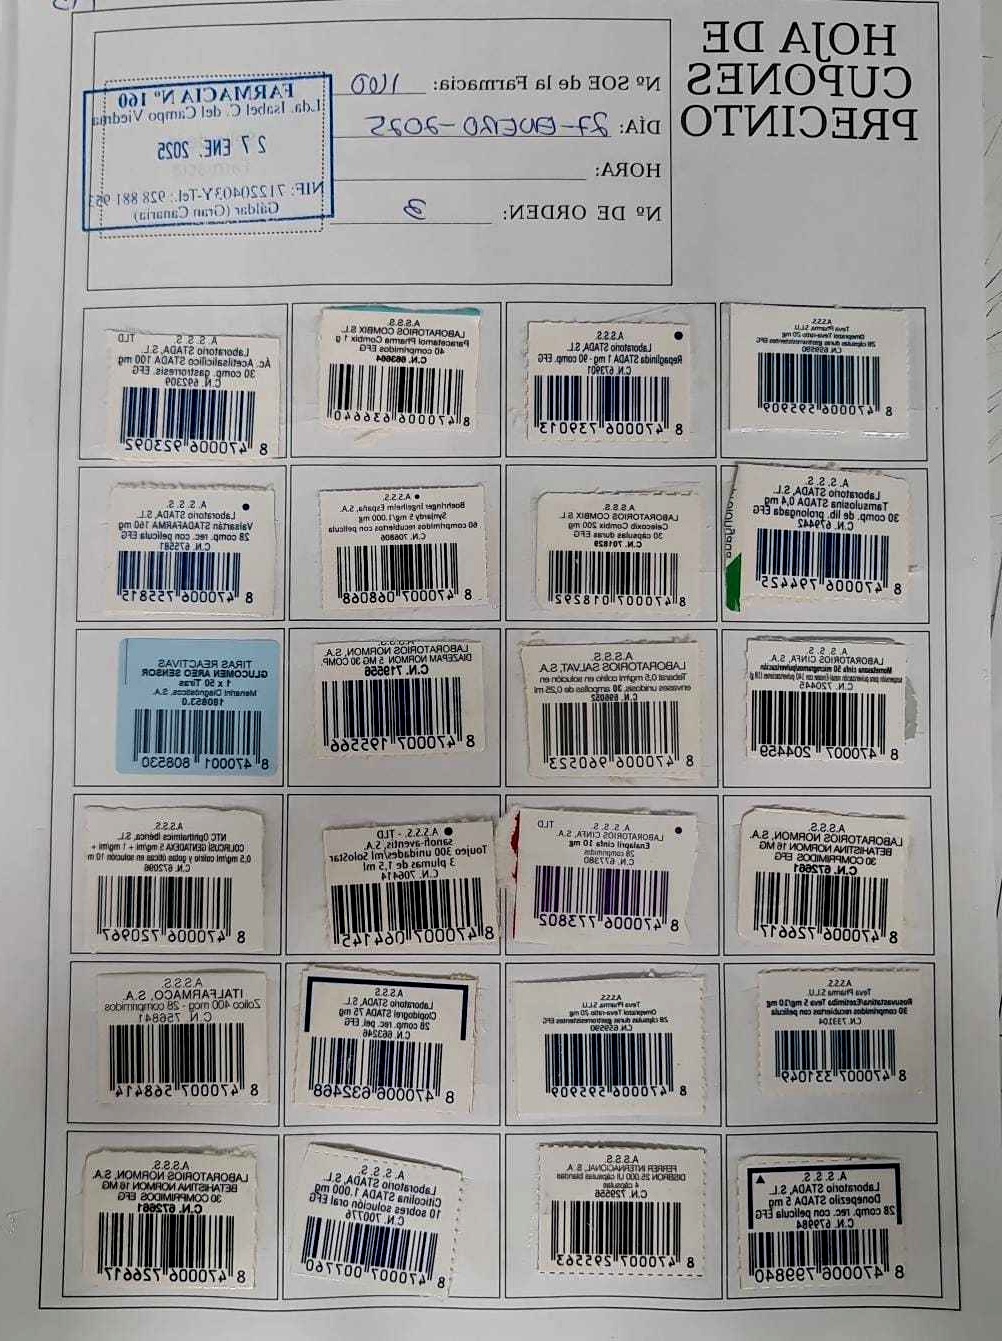 HOJA DE
CUPONES
PRECINTO
Nº SOE de la Farmacia: 160
DÍA: 27-ENERO-2025
HORA:
Nº DE ORDEN: 3
FARMACIA Nº 160
Lda. Isabel C. del Campo Viedma
27 ENE. 2025
NIF: 71220403Y-Tel.: 928 881 953
Gáldar (Gran Canaria)
A.S.S.S.
Teva Pharma, S.L.U.
Omeprazol Teva-ratio 20 mg
28 cápsulas duras gastrorresistentes EFG
C.N. 659590
8 470006 595909
A.S.S.S.
Laboratorio STADA, S.L.
Repaglinida STADA 1 mg · 90 comp. EFG
C.N. 673901
8 470006 739013
A.S.S.S.
LABORATORIOS COMBIX S.L.
Paracetamol Pharma Combix 1 g
40 comprimidos EFG
C.N. 663664
8 470006 636640
A.S.S.S. TLD
Laboratorio STADA, S.L.
Ác. Acetilsalicílico STADA 100 mg
30 comp. gastrorresis. EFG
C.N. 692309
8 470006 923092
A.S.S.S.
Laboratorio STADA, S.L.
Tamsulosina STADA 0,4 mg
30 comp. de lib. prolongada EFG
C.N. 679442
8 470006 794425
A.S.S.S.
LABORATORIOS COMBIX S.L.
Celecoxib Combix 200 mg
30 cápsulas duras EFG
C.N. 701829
8 470007 018292
A.S.S.S.
Boehringer Ingelheim España, S.A.
Synjardy 5 mg/1.000 mg
60 comprimidos recubiertos con película
C.N. 706806
8 470007 068068
A.S.S.S.
Laboratorio STADA, S.L.
Valsartán STADAFARMA 160 mg
28 comp. rec. con película EFG
C.N. 675581
8 470006 755815
A.S.S.S.
LABORATORIOS CINFA, S.A.
Mometasona cinfa 50 microgramos/pulverización
suspensión para pulverización nasal
C.N. 720445
8 470007 204459
A.S.S.S.
LABORATORIOS SALVAT, S.A.
0,5 mg/ml colirio en solución en
envases unidosis, 30 ampollas de 0,25 ml
C.N. 696052
8 470006 960523
A.S.S.S.
LABORATORIOS NORMON, S.A.
DIAZEPAM NORMON 5 MG 30 COMP
C.N. 719556
8 470007 195566
TIRAS REACTIVAS
GLUCOMEN AREO SENSOR
1 x 50 Tiras
Menarini Diagnósticos, S.A.
180853.0
8 470001 808530
A.S.S.S.
LABORATORIOS NORMON, S.A.
BETAHISTINA NORMON 16 MG
30 COMPRIMIDOS EFG
C.N. 672661
8 470006 726617
A.S.S.S. TLD
LABORATORIOS CINFA, S.A.
Enalapril cinfa 10 mg
28 comprimidos
C.N. 677380
8 470006 773802
A.S.S.S. - TLD
sanofi-aventis, S.A.
Toujeo 300 unidades/ml SoloStar
3 plumas de 1,5 ml
C.N. 706414
8 470007 064145
A.S.S.S.
NTC Ophthalmics Ibérica, S.L.
COLIRCUSÍ GENTADEXA 5 mg/ml + 1 mg/ml +
0,5 mg/ml colirio y gotas óticas en solución 10 m
C.N. 672096
8 470006 720967
A.S.S.S.
Teva Pharma, S.L.U.
Rosuvastatina/Ezetimiba Teva 5 mg/10 mg
30 comprimidos recubiertos con película
C.N. 733104
8 470007 331049
A.S.S.S.
Teva Pharma, S.L.U.
Omeprazol Teva-ratio 20 mg
28 cápsulas duras gastrorresistentes EFG
C.N. 659590
8 470006 595909
A.S.S.S.
Laboratorio STADA, S.L.
Clopidogrel STADA 75 mg
28 comp. rec. pel. EFG
C.N. 663246
8 470006 632468
A.S.S.S.
ITALFARMACO, S.A.
Zolico 400 mcg - 28 comprimidos
C.N. 756841
8 470007 568414
A.S.S.S.
Laboratorio STADA, S.L.
Donepezilo STADA 5 mg
28 comp. rec. con película EFG
C.N. 679984
8 470006 799840
A.S.S.S.
FERRER INTERNACIONAL, S.A.
DISERON 25.000 UI cápsulas blandas
4 cápsulas
C.N. 729556
8 470007 295563
A.S.S.S.
Laboratorio STADA, S.L.
Citicolina STADA 1.000 mg
10 sobres solución oral EFG
C.N. 700776
8 470007 007760
A.S.S.S.
LABORATORIOS NORMON, S.A.
BETAHISTINA NORMON 16 MG
30 COMPRIMIDOS EFG
C.N. 672661
8 470006 726617